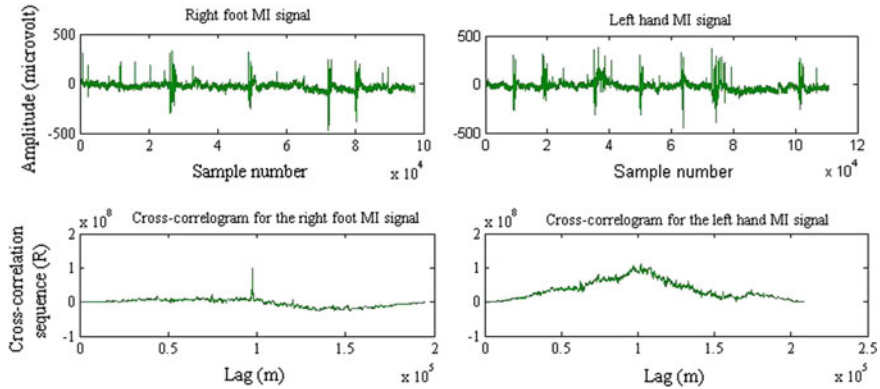 Right foot MI signal
Amplitude (microvolt)
500
0
-500
0 2 4 6 8 10
x 10^4
Sample number
Left hand MI signal
500
0
-500
0 2 4 6 8 10 11
x 10^4
Sample number
Cross-correlogram for the right foot MI signal
x 10^8
Cross-correlation
sequence (R)
2
1
0
-1
0 0.5 1 1.5 2
x 10^5
Lag (m)
Cross-correlogram for the left hand MI signal
x 10^8
2
1
0
-1
0 0.5 1 1.5 2 2.5
x 10^5
Lag (m)